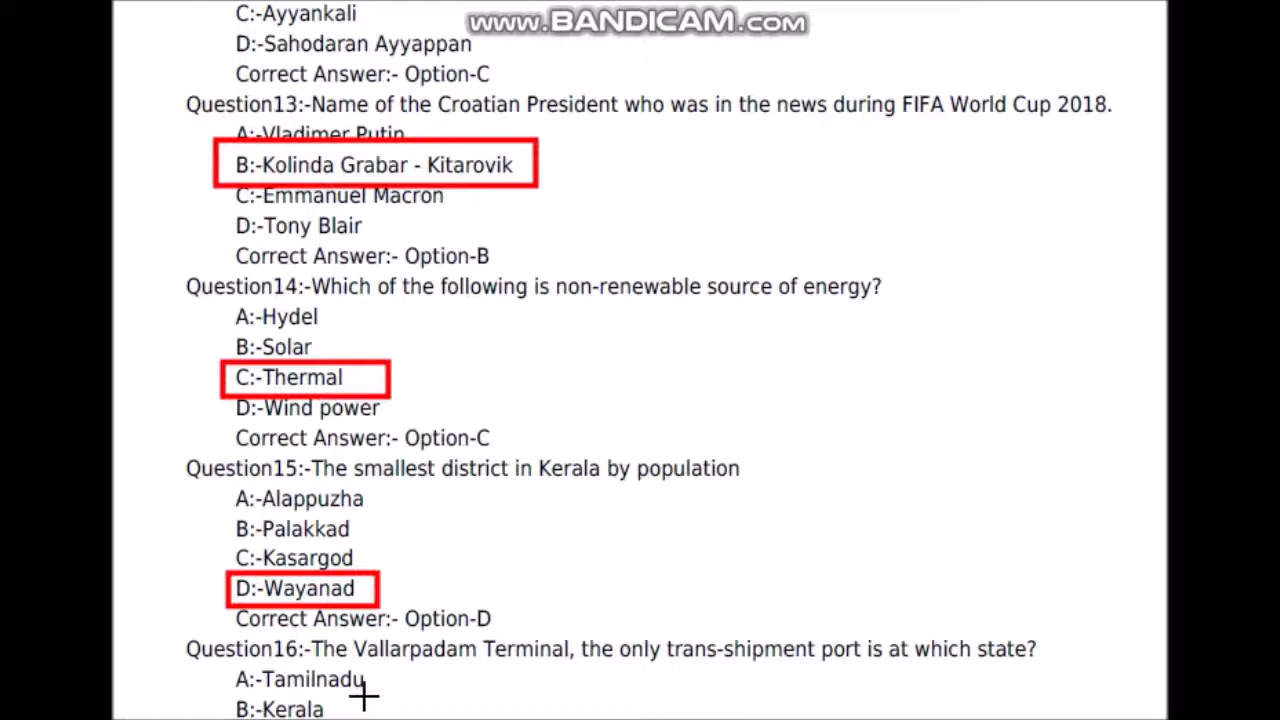 C:-Ayyankali
www.BANDICAM.com
D:-Sahodaran Ayyappan
Correct Answer:- Option-C
Question13:-Name of the Croatian President who was in the news during FIFA World Cup 2018.
A:-Vladimer Putin
B:-Kolinda Grabar - Kitarovik
C:-Emmanuel Macron
D:-Tony Blair
Correct Answer:- Option-B
Question14:-Which of the following is non-renewable source of energy?
A:-Hydel
B:-Solar
C:-Thermal
D:-Wind power
Correct Answer:- Option-C
Question15:-The smallest district in Kerala by population
A:-Alappuzha
B:-Palakkad
C:-Kasargod
D:-Wayanad
Correct Answer:- Option-D
Question16:-The Vallarpadam Terminal, the only trans-shipment port is at which state?
A:-Tamilnadu
B:-Kerala